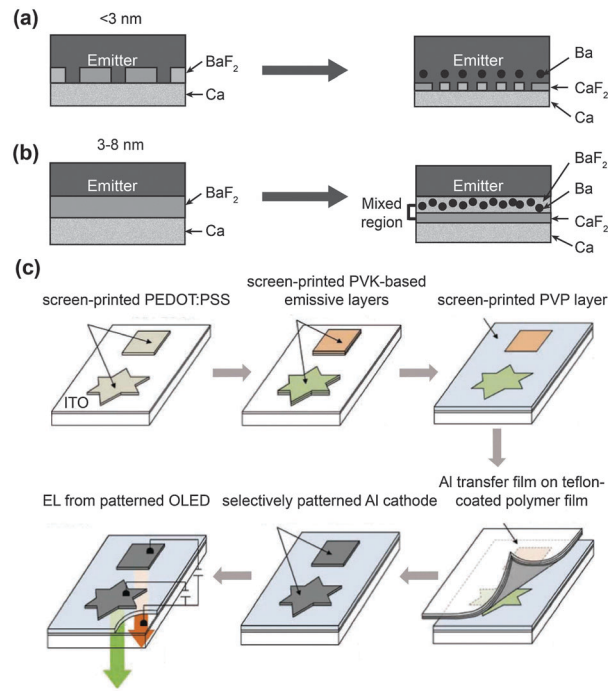 (a)
<3 nm
Emitter
BaF₂
Ca
Ba
CaF₂
Ca
(b)
3-8 nm
Emitter
BaF₂
Ca
Emitter
Mixed
region
BaF₂
Ba
CaF₂
Ca
(c)
screen-printed PEDOT:PSS
ITO
screen-printed PVK-based
emissive layers
screen-printed PVP layer
Al transfer film on teflon-
coated polymer film
selectively patterned Al cathode
EL from patterned OLED